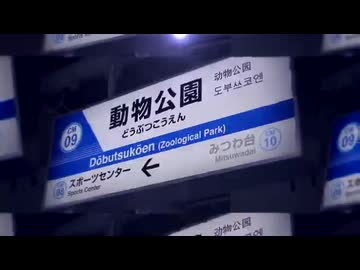 動物公園
どうぶつこうえん
动物公园
도부쓰코엔
CM
09
Dōbutsukōen (Zoological Park)
CM
08
スポーツセンター
Sports Center
←
みつわ台
Mitsuwadai
CM
10